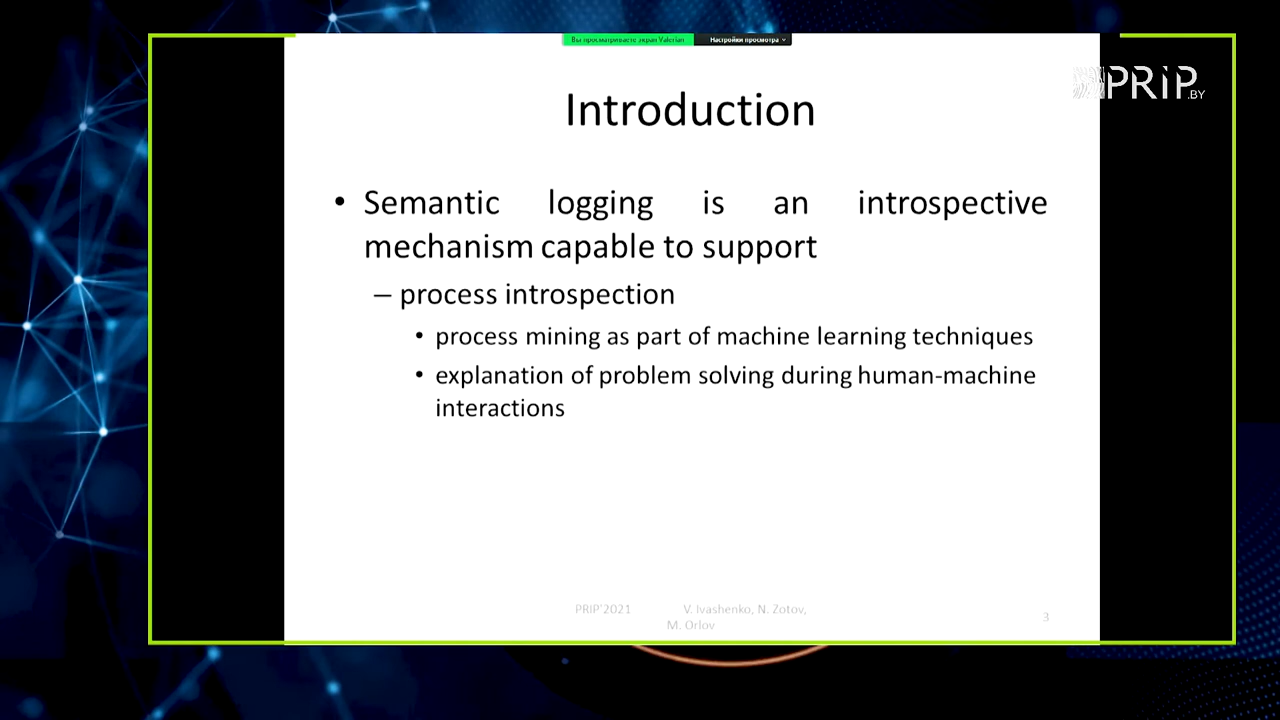 Вы просматриваете экран Valerian Настройки просмотра
PRIP.BY
Introduction
• Semantic logging is an introspective
mechanism capable to support
– process introspection
• process mining as part of machine learning techniques
• explanation of problem solving during human-machine
interactions
PRIP'2021 V. Ivashenko, N. Zotov,
M. Orlov
3